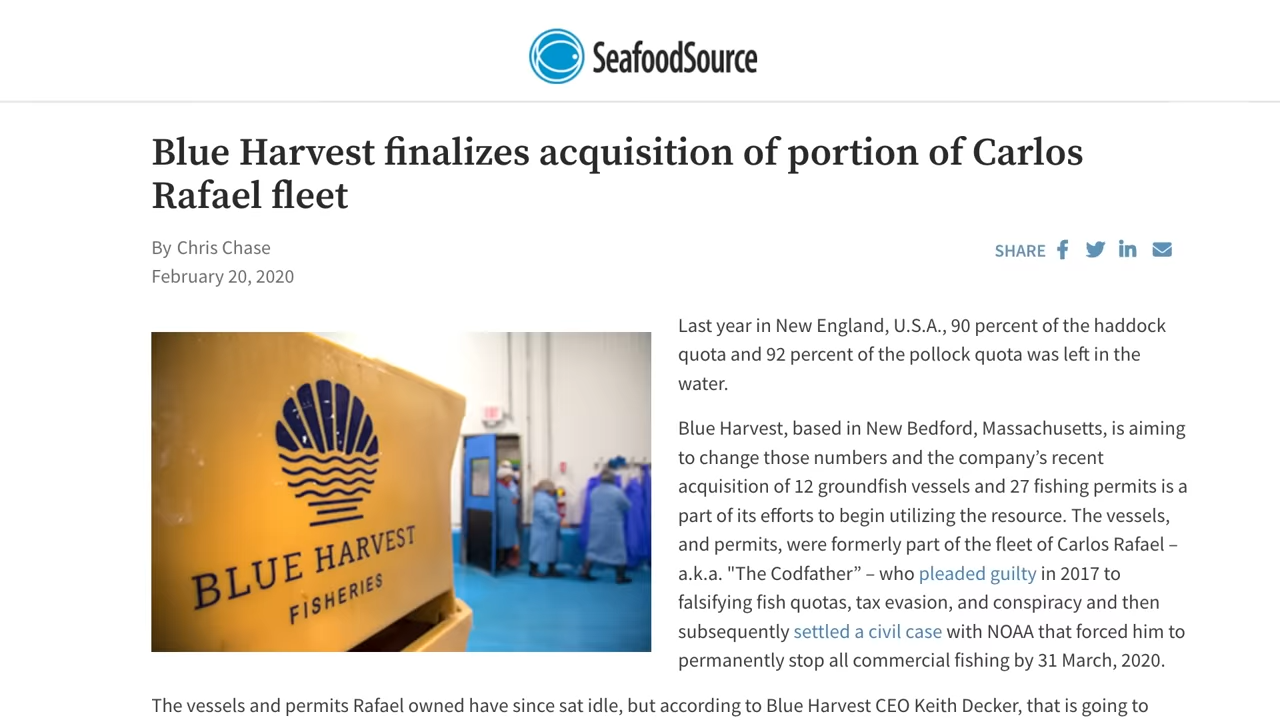 SeafoodSource
Blue Harvest finalizes acquisition of portion of Carlos
Rafael fleet
By Chris Chase
February 20, 2020
SHARE
BLUE HARVEST
FISHERIES
Last year in New England, U.S.A., 90 percent of the haddock
quota and 92 percent of the pollock quota was left in the
water.
Blue Harvest, based in New Bedford, Massachusetts, is aiming
to change those numbers and the company’s recent
acquisition of 12 groundfish vessels and 27 fishing permits is a
part of its efforts to begin utilizing the resource. The vessels,
and permits, were formerly part of the fleet of Carlos Rafael –
a.k.a. "The Codfather” – who pleaded guilty in 2017 to
falsifying fish quotas, tax evasion, and conspiracy and then
subsequently settled a civil case with NOAA that forced him to
permanently stop all commercial fishing by 31 March, 2020.
The vessels and permits Rafael owned have since sat idle, but according to Blue Harvest CEO Keith Decker, that is going to